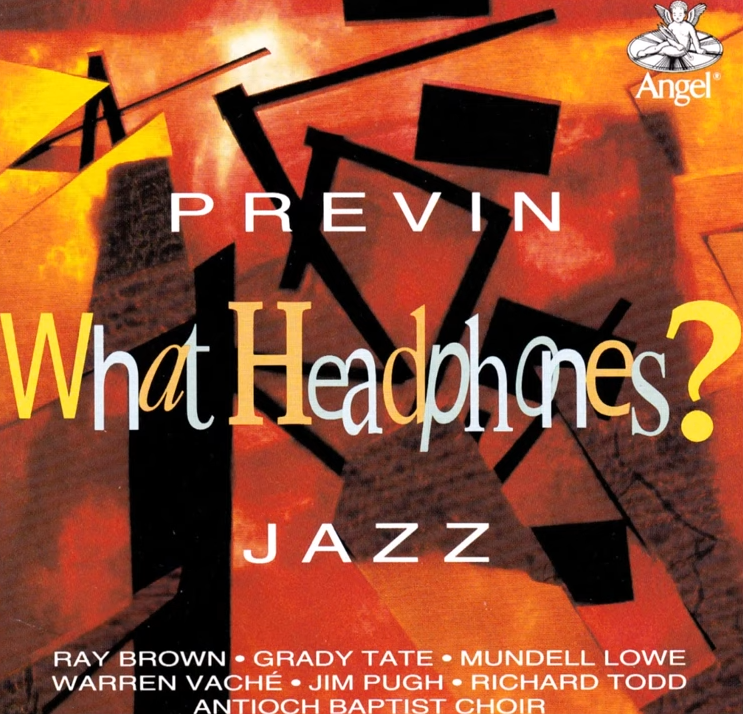 Angel®
PREVIN
What Headphones?
JAZZ
RAY BROWN • GRADY TATE • MUNDELL LOWE
WARREN VACHÉ • JIM PUGH • RICHARD TODD
ANTIOCH BAPTIST CHOIR